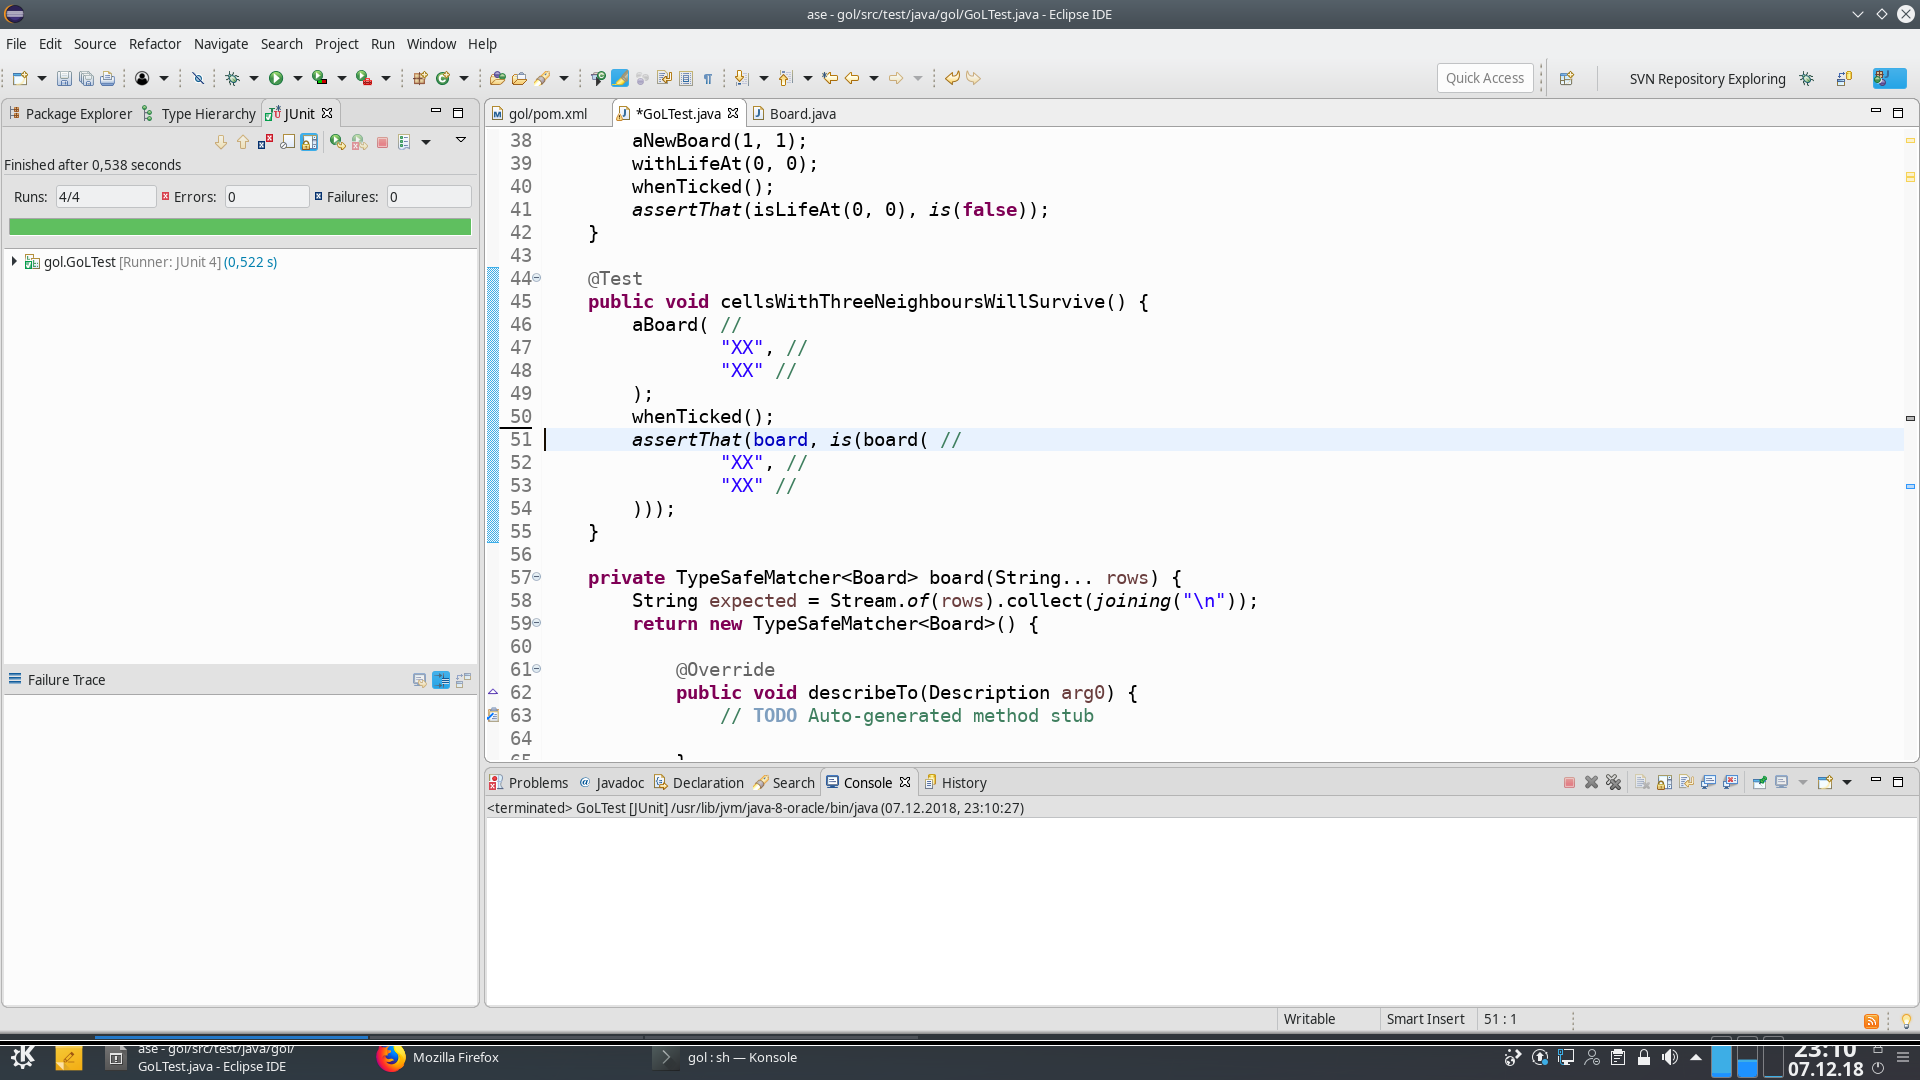 ase - gol/src/test/java/gol/GoLTest.java - Eclipse IDE
File Edit Source Refactor Navigate Search Project Run Window Help
Quick Access
SVN Repository Exploring
Package Explorer Type Hierarchy JUnit
gol/pom.xml *GoLTest.java Board.java
Finished after 0,538 seconds
Runs: 4/4 Errors: 0 Failures: 0
gol.GoLTest [Runner: JUnit 4] (0,522 s)
Failure Trace
38 aNewBoard(1, 1);
39 withLifeAt(0, 0);
40 whenTicked();
41 assertThat(isLifeAt(0, 0), is(false));
42 }
43
44 @Test
45 public void cellsWithThreeNeighboursWillSurvive() {
46 aBoard( //
47 "XX", //
48 "XX" //
49 );
50 whenTicked();
51 assertThat(board, is(board( //
52 "XX", //
53 "XX" //
54 )));
55 }
56
57 private TypeSafeMatcher<Board> board(String... rows) {
58 String expected = Stream.of(rows).collect(joining("\n"));
59 return new TypeSafeMatcher<Board>() {
60
61 @Override
62 public void describeTo(Description arg0) {
63 // TODO Auto-generated method stub
64
65 }
Problems Javadoc Declaration Search Console History
<terminated> GoLTest [JUnit] /usr/lib/jvm/java-8-oracle/bin/java (07.12.2018, 23:10:27)
Writable Smart Insert 51 : 1
ase - gol/src/test/java/gol/
GoLTest.java - Eclipse IDE
Mozilla Firefox
gol : sh — Konsole
23:10
07.12.18